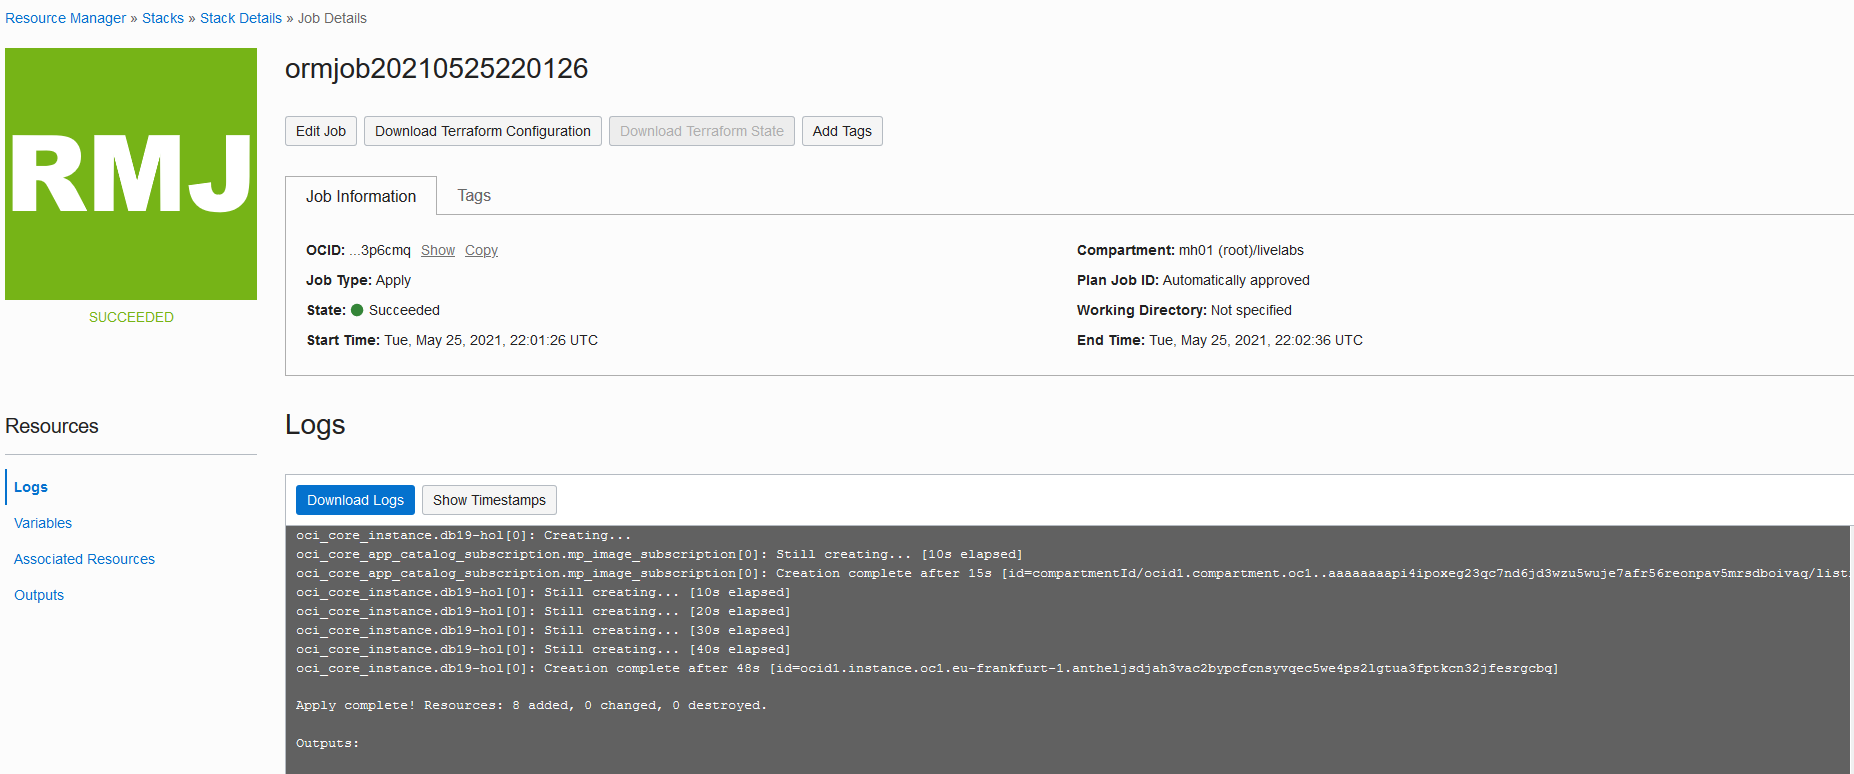 Resource Manager » Stacks » Stack Details » Job Details
RMJ
SUCCEEDED
ormjob20210525220126
Edit Job Download Terraform Configuration Download Terraform State Add Tags
Job Information Tags
OCID: ...3p6cmq Show Copy
Job Type: Apply
State: Succeeded
Start Time: Tue, May 25, 2021, 22:01:26 UTC
Compartment: mh01 (root)/livelabs
Plan Job ID: Automatically approved
Working Directory: Not specified
End Time: Tue, May 25, 2021, 22:02:36 UTC
Resources
Logs
Variables
Associated Resources
Outputs
Logs
Download Logs Show Timestamps
oci_core_instance.db19-hol[0]: Creating...
oci_core_app_catalog_subscription.mp_image_subscription[0]: Still creating... [10s elapsed]
oci_core_app_catalog_subscription.mp_image_subscription[0]: Creation complete after 15s [id=compartmentId/ocid1.compartment.oc1..aaaaaaaapi4ipoxeg23qc7nd6jd3wzu5wuje7afr56reonpav5mrsdboivaq/listi
oci_core_instance.db19-hol[0]: Still creating... [10s elapsed]
oci_core_instance.db19-hol[0]: Still creating... [20s elapsed]
oci_core_instance.db19-hol[0]: Still creating... [30s elapsed]
oci_core_instance.db19-hol[0]: Still creating... [40s elapsed]
oci_core_instance.db19-hol[0]: Creation complete after 48s [id=ocid1.instance.oc1.eu-frankfurt-1.antheljsdjah3vac2bypcfcnsyvqec5we4ps2lgtua3fptkcn32jfesrgcbq]
Apply complete! Resources: 8 added, 0 changed, 0 destroyed.
Outputs: